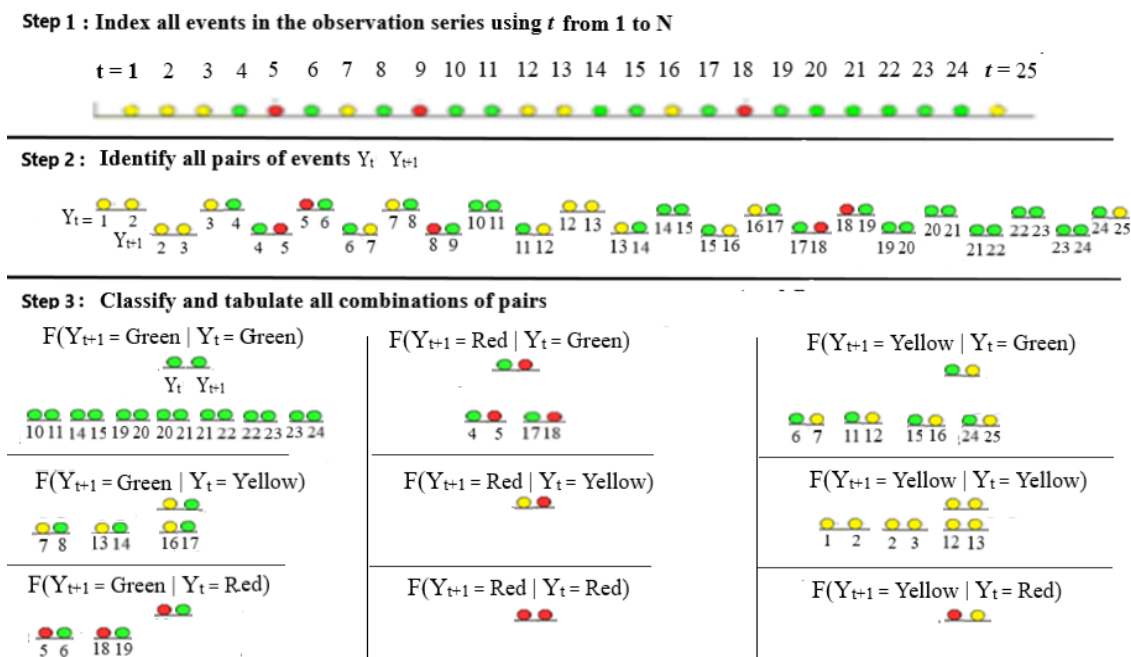 Step 1 : Index all events in the observation series using t from 1 to N
t = 1 2 3 4 5 6 7 8 9 10 11 12 13 14 15 16 17 18 19 20 21 22 23 24 t = 25
Step 2 : Identify all pairs of events Yt Yt+1
Yt = 1 2 3 4 5 6 7 8 10 11 12 13 14 15 16 17 18 19 20 21 22 23 24 25
Yt+1 2 3 4 5 6 7 8 9 11 12 13 14 15 16 17 18 19 20 21 22 23 24
Step 3 : Classify and tabulate all combinations of pairs
F(Yt+1 = Green | Yt = Green)
Yt Yt+1
10 11 14 15 19 20 20 21 21 22 22 23 23 24
F(Yt+1 = Red | Yt = Green)
4 5 17 18
F(Yt+1 = Yellow | Yt = Green)
6 7 11 12 15 16 24 25
F(Yt+1 = Green | Yt = Yellow)
7 8 13 14 16 17
F(Yt+1 = Red | Yt = Yellow)
F(Yt+1 = Yellow | Yt = Yellow)
1 2 2 3 12 13
F(Yt+1 = Green | Yt = Red)
5 6 18 19
F(Yt+1 = Red | Yt = Red)
F(Yt+1 = Yellow | Yt = Red)